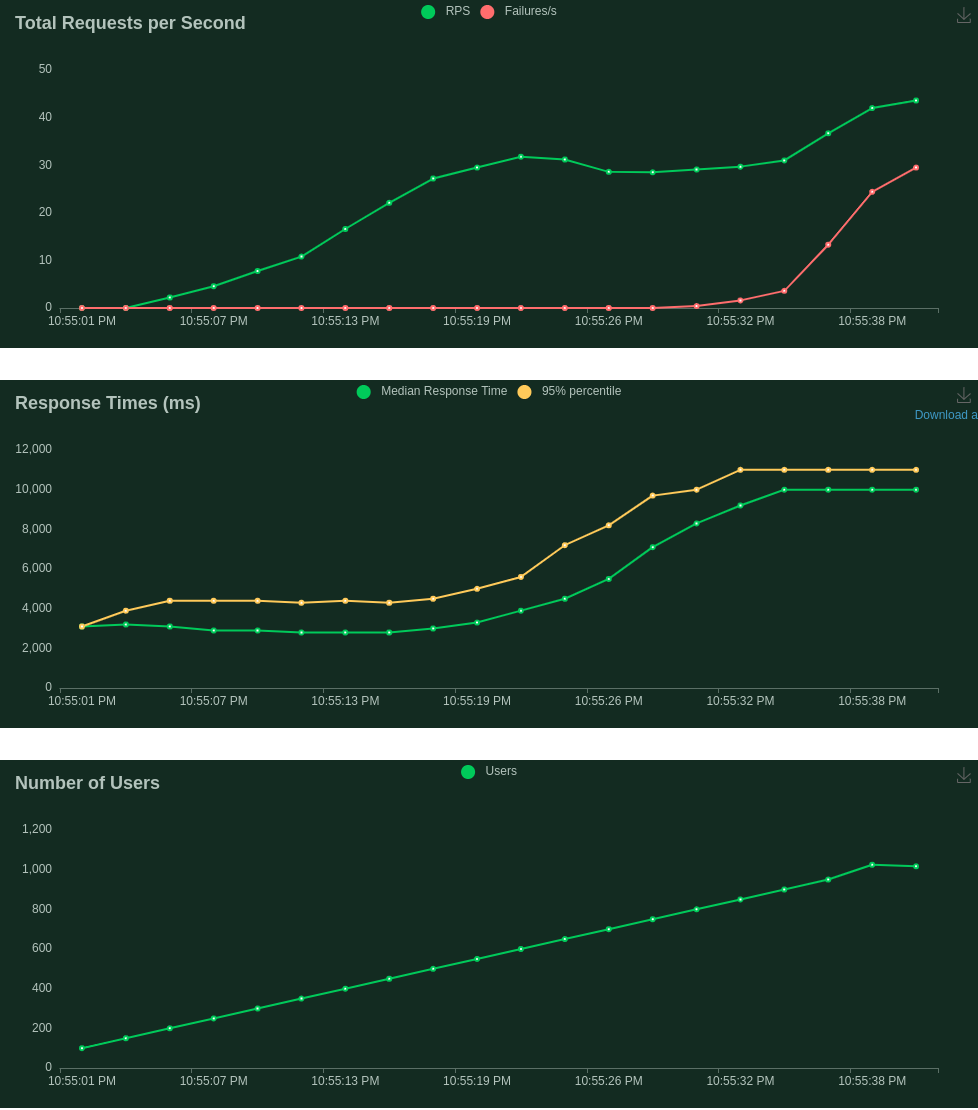 Total Requests per Second
RPS Failures/s
50
40
30
20
10
0
10:55:01 PM 10:55:07 PM 10:55:13 PM 10:55:19 PM 10:55:26 PM 10:55:32 PM 10:55:38 PM
Response Times (ms)
Median Response Time 95% percentile
Download a
12,000
10,000
8,000
6,000
4,000
2,000
0
10:55:01 PM 10:55:07 PM 10:55:13 PM 10:55:19 PM 10:55:26 PM 10:55:32 PM 10:55:38 PM
Number of Users
Users
1,200
1,000
800
600
400
200
0
10:55:01 PM 10:55:07 PM 10:55:13 PM 10:55:19 PM 10:55:26 PM 10:55:32 PM 10:55:38 PM